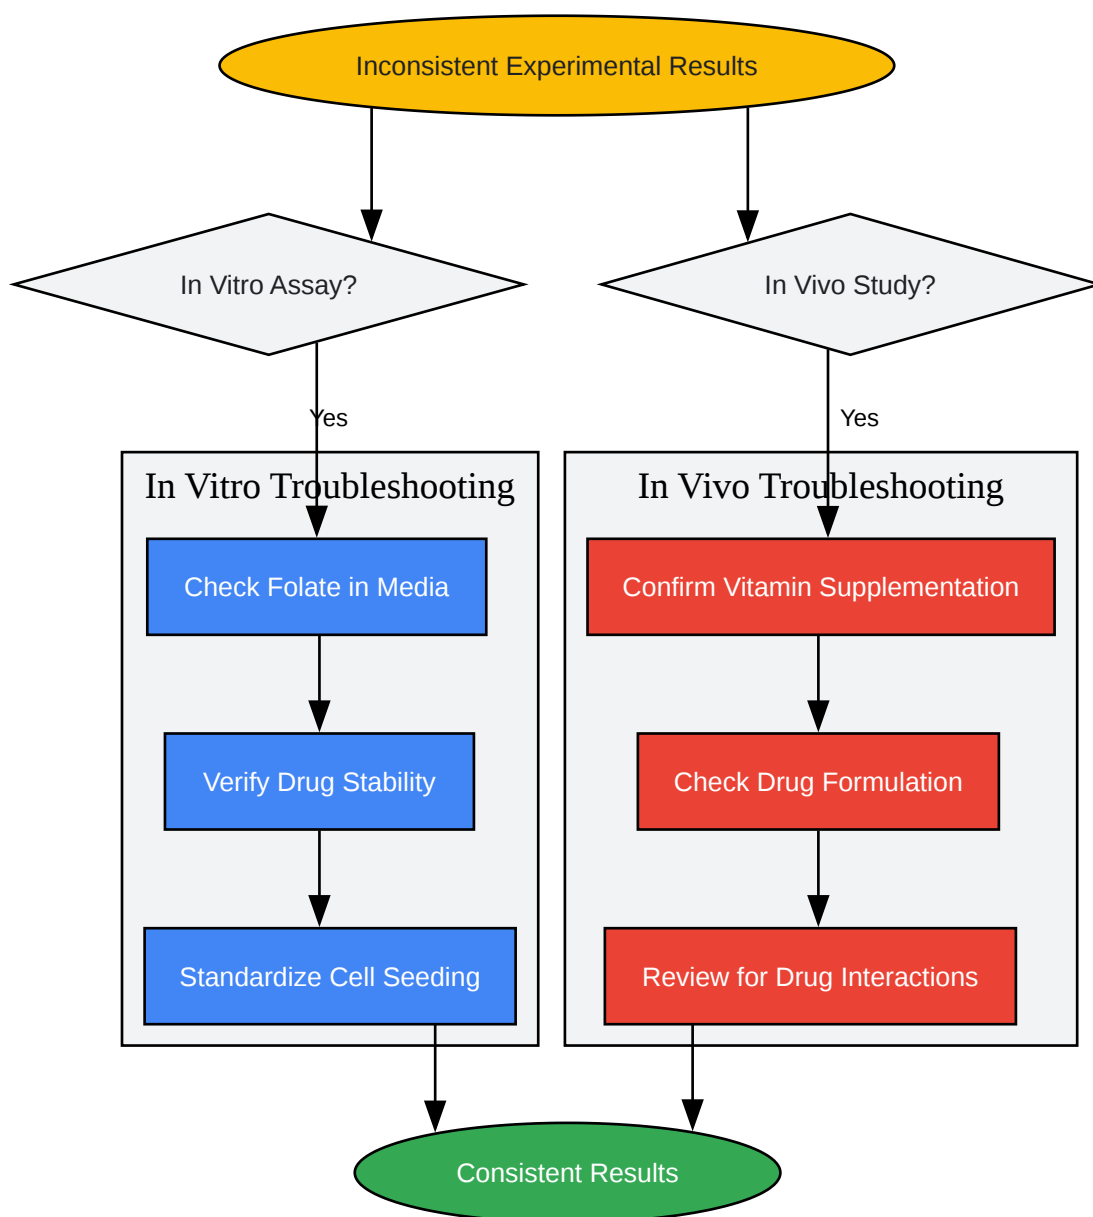 Inconsistent Experimental Results
In Vitro Assay?
In Vivo Study?
Yes
Yes
In Vitro Troubleshooting
In Vivo Troubleshooting
Check Folate in Media
Confirm Vitamin Supplementation
Verify Drug Stability
Check Drug Formulation
Standardize Cell Seeding
Review for Drug Interactions
Consistent Results